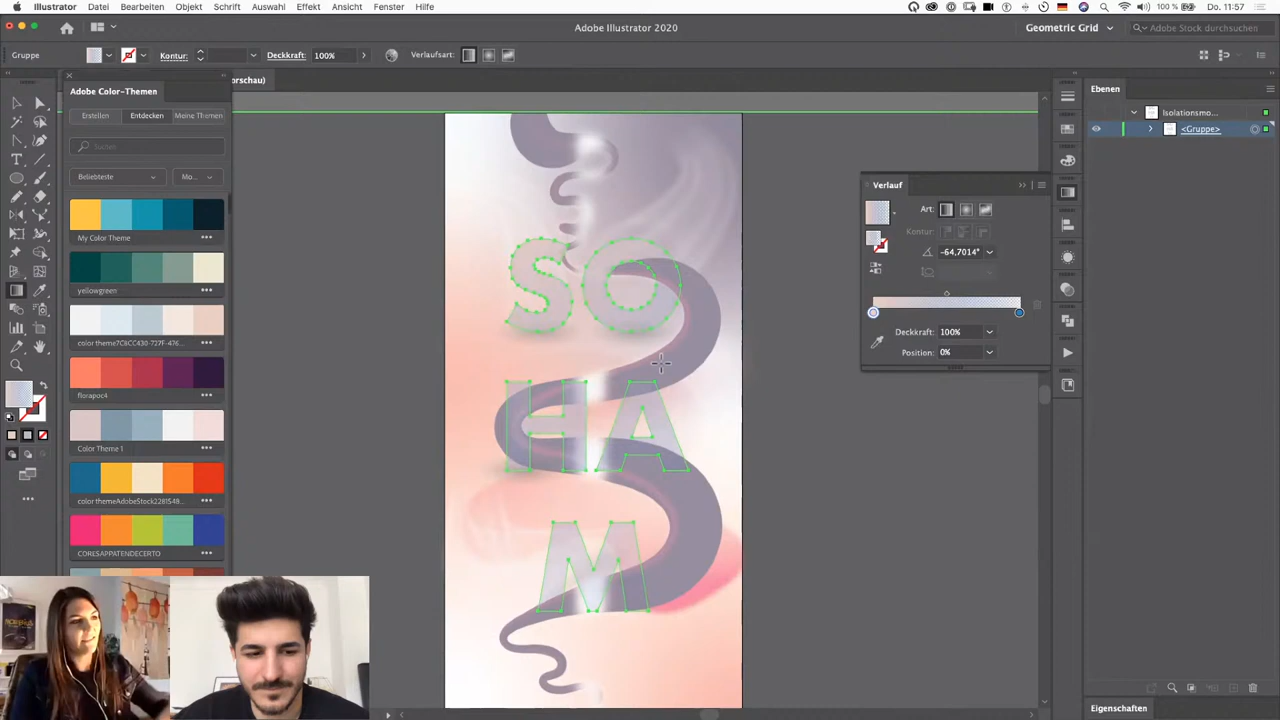 Illustrator Datei Bearbeiten Objekt Schrift Auswahl Effekt Ansicht Fenster Hilfe
100 % Di. 11:57
Adobe Illustrator 2020
Geometric Grid
Adobe Stock durchsuchen
Gruppe
Kontur:
Deckkraft: 100%
Verlaufsart:
orschau)
Adobe Color-Themen
Erstellen Entdecken Meine Themen
Suchen
Beliebteste
Mo...
My Color Theme
yellowgreen
color theme7C8CC430-727F-476...
florapoc4
Color Theme 1
color themeAdobeStock2281548...
CORESAPPATENDECERTO
SO
HA
M
Verlauf
Art:
Kontur:
-64,7014°
Deckkraft: 100%
Position: 0%
Ebenen
Isolationsmo...
<Gruppe>
Eigenschaften